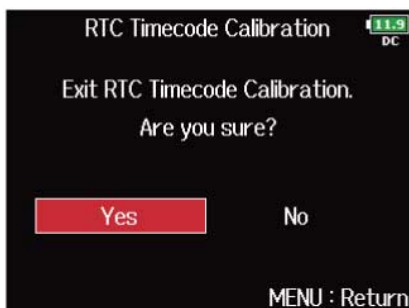 RTC Timecode Calibration
11.9
DC
Exit RTC Timecode Calibration.
Are you sure?
Yes No
MENU : Return